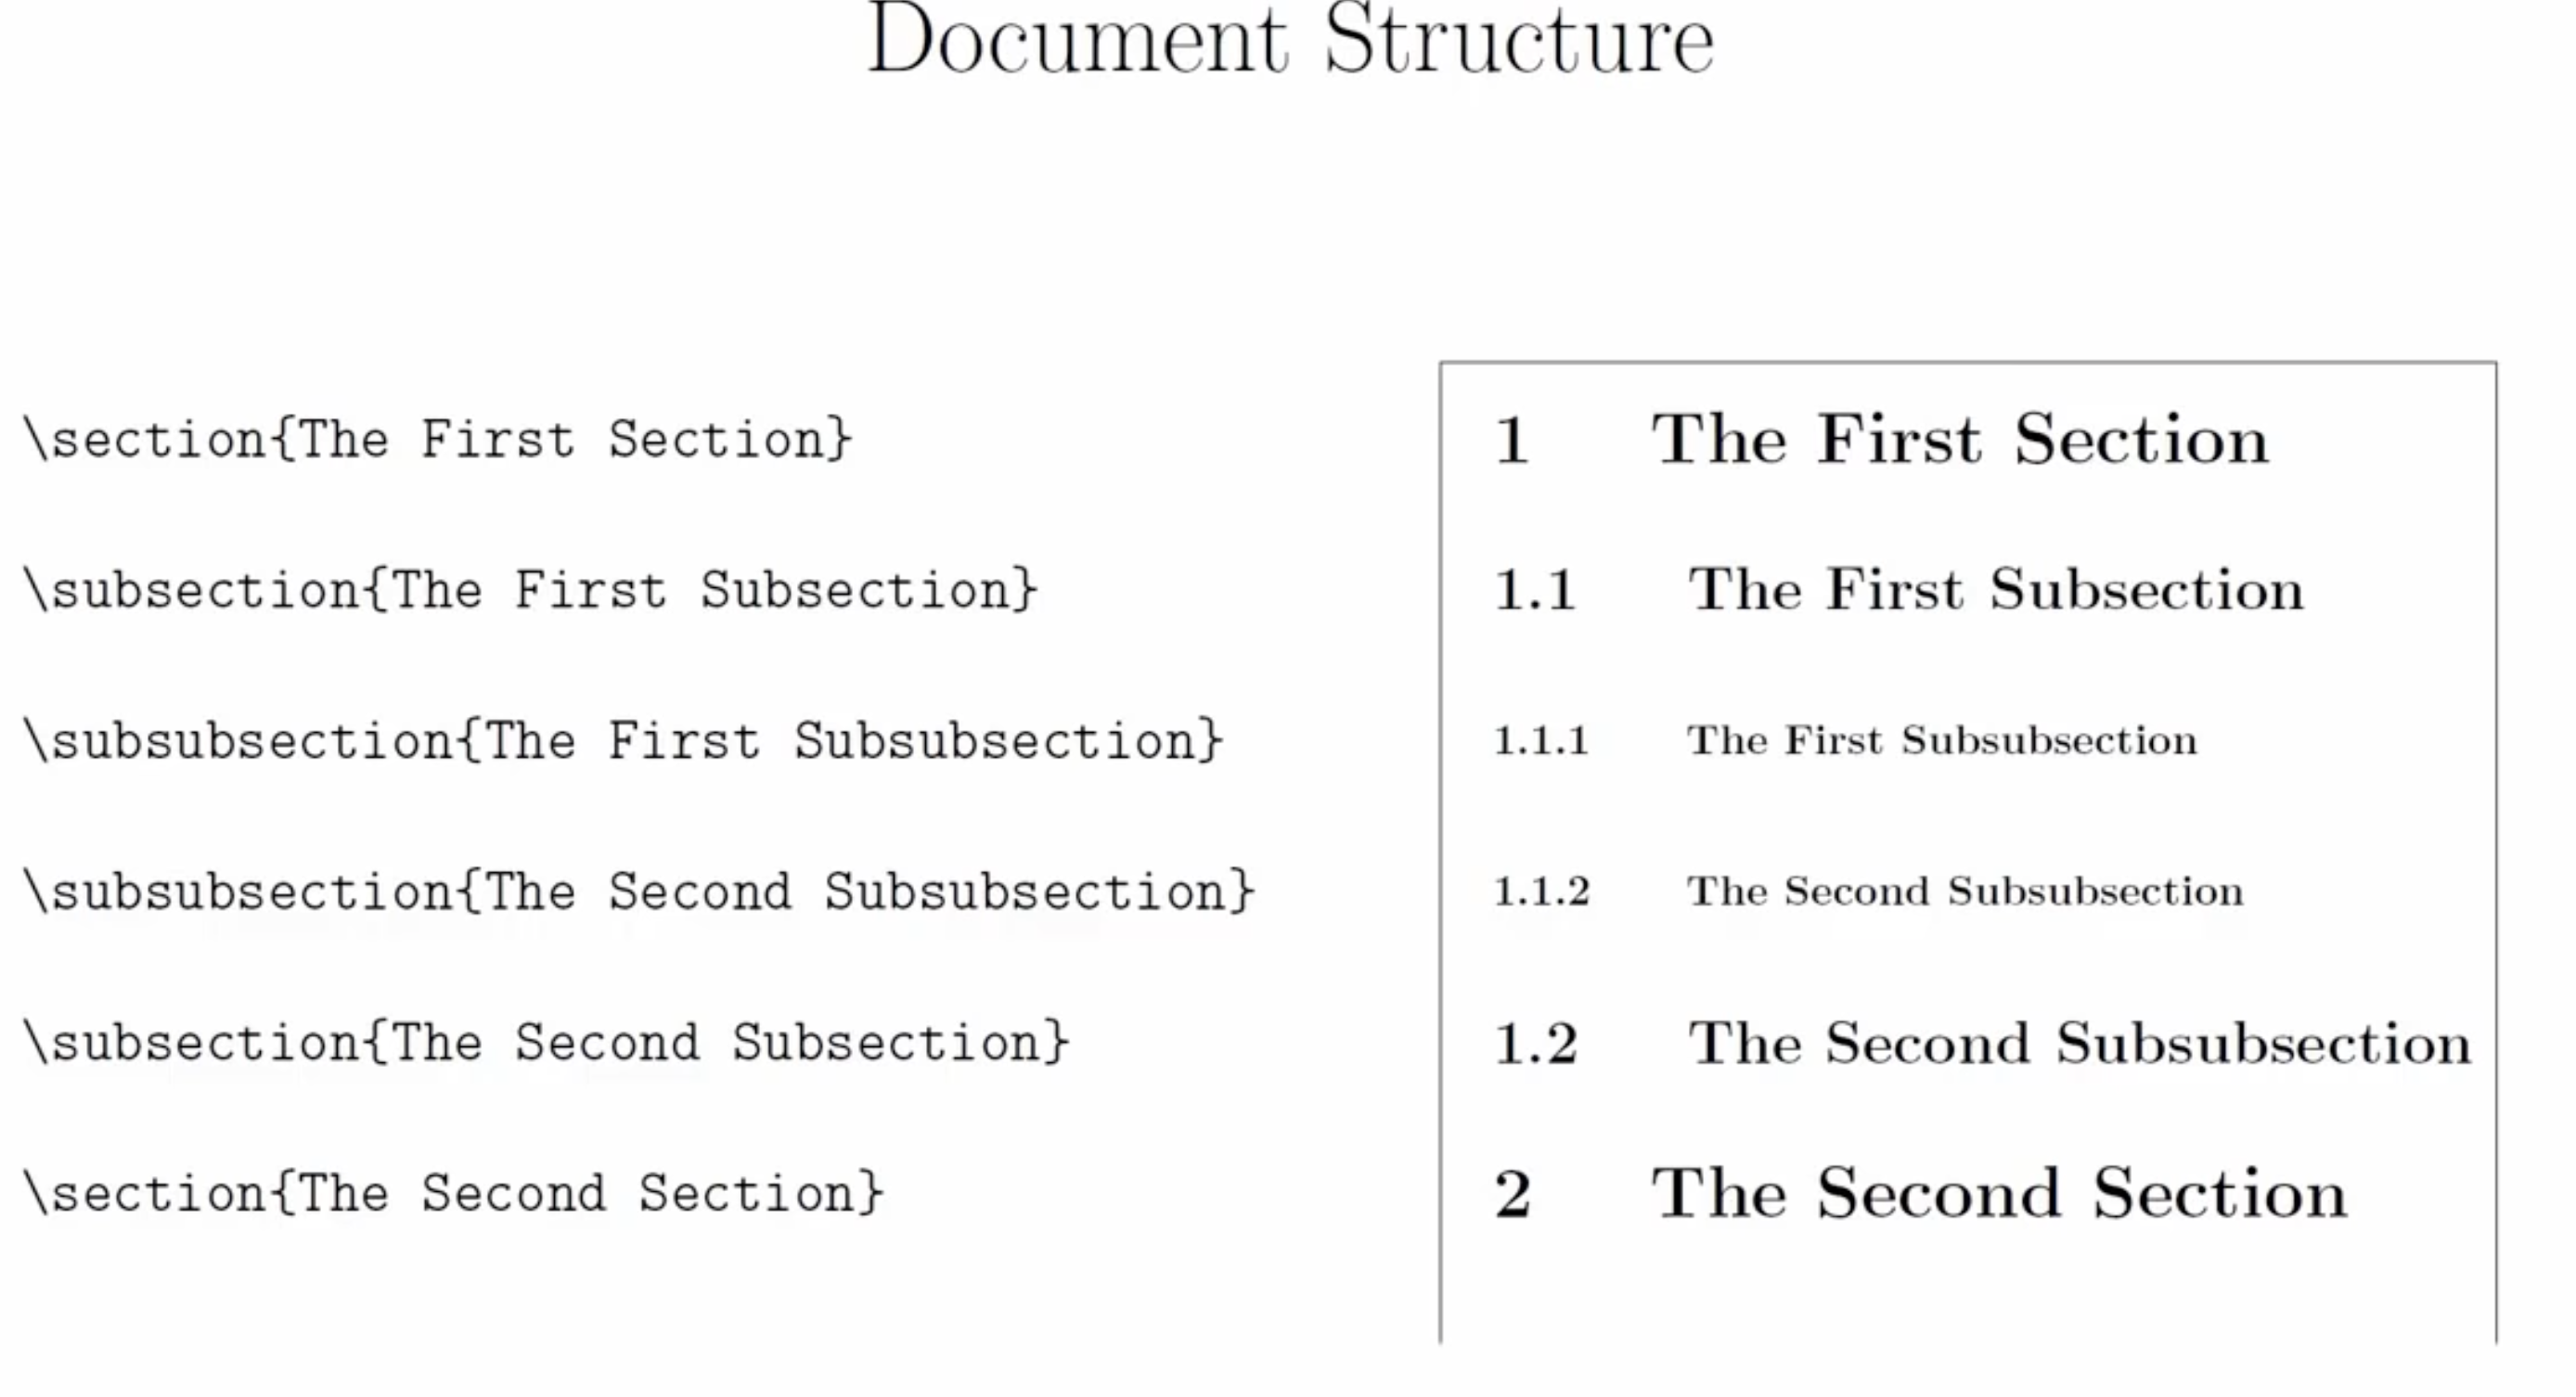 Document Structure
\section{The First Section}
1 The First Section
\subsection{The First Subsection}
1.1 The First Subsection
\subsubsection{The First Subsubsection}
1.1.1 The First Subsubsection
\subsubsection{The Second Subsubsection}
1.1.2 The Second Subsubsection
\subsection{The Second Subsection}
1.2 The Second Subsubsection
\section{The Second Section}
2 The Second Section